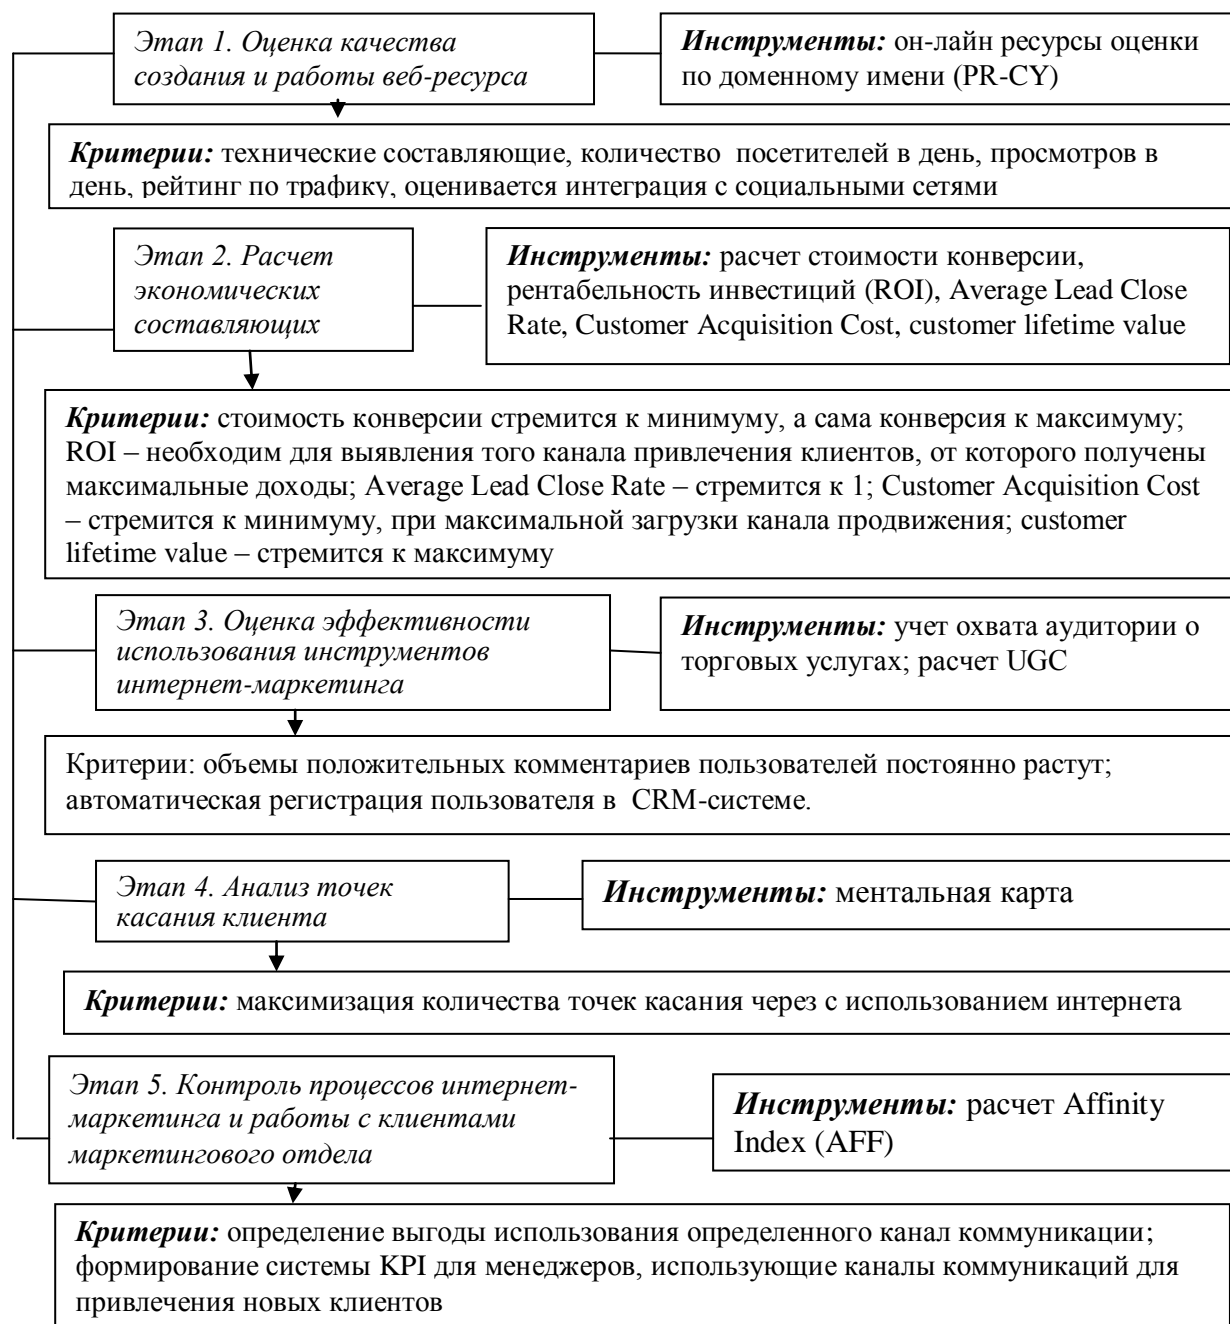 Этап 1. Оценка качества
создания и работы веб-ресурса
Инструменты: он-лайн ресурсы оценки
по доменному имени (PR-CY)
Критерии: технические составляющие, количество  посетителей в день, просмотров в
день, рейтинг по трафику, оценивается интеграция с социальными сетями
Этап 2. Расчет
экономических
составляющих
Инструменты: расчет стоимости конверсии,
рентабельность инвестиций (ROI), Average Lead Close
Rate, Customer Acquisition Cost, customer lifetime value
Критерии: стоимость конверсии стремится к минимуму, а сама конверсия к максимуму;
ROI – необходим для выявления того канала привлечения клиентов, от которого получены
максимальные доходы; Average Lead Close Rate – стремится к 1; Customer Acquisition Cost
– стремится к минимуму, при максимальной загрузки канала продвижения; customer
lifetime value – стремится к максимуму
Этап 3. Оценка эффективности
использования инструментов
интернет-маркетинга
Инструменты: учет охвата аудитории о
торговых услугах; расчет UGC
Критерии: объемы положительных комментариев пользователей постоянно растут;
автоматическая регистрация пользователя в  CRM-системе.
Этап 4. Анализ точек
касания клиента
Инструменты: ментальная карта
Критерии: максимизация количества точек касания через с использованием интернета
Этап 5. Контроль процессов интернет-
маркетинга и работы с клиентами
маркетингового отдела
Инструменты: расчет Affinity
Index (AFF)
Критерии: определение выгоды использования определенного канал коммуникации;
формирование системы KPI для менеджеров, использующие каналы коммуникаций для
привлечения новых клиентов